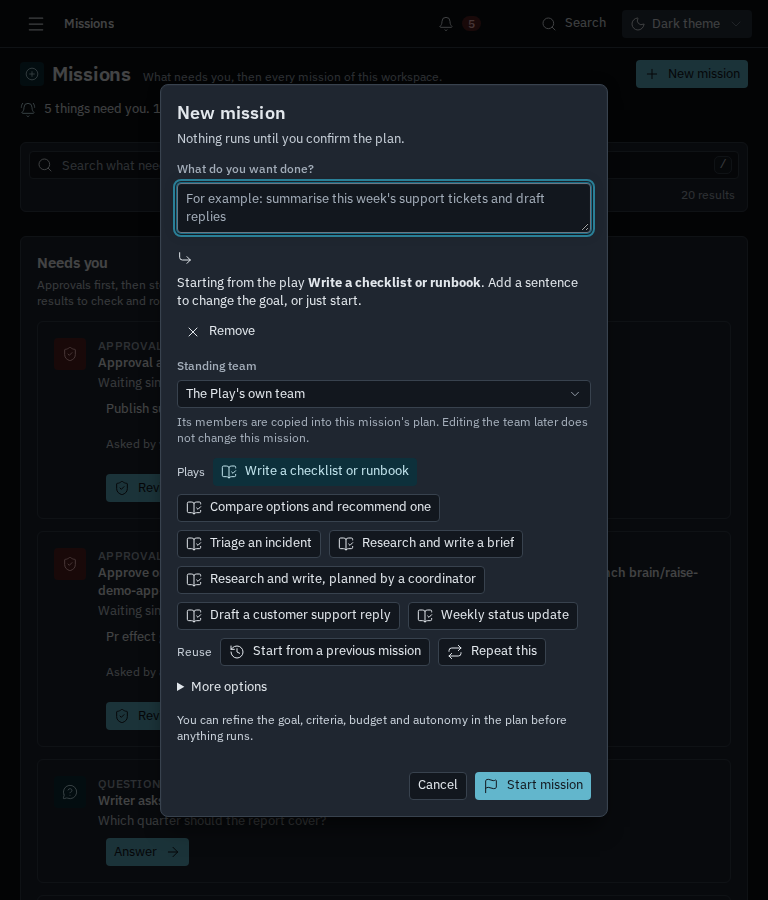 Missions
5
Search
Dark theme
Missions
What needs you, then every mission of this workspace.
New mission
5 things need you. 1
Search what nee
/
20 results
Needs you
Approvals first, then st
results to check and ro
APPROVAL
Approval a
Waiting sin
Publish su
Asked by
Rev
APPROVAL
Approve o
nch brain/raise-
demo-app
Waiting sin
Pr effect
Asked by
Rev
QUESTION
Writer asks
Which quarter should the report cover?
Answer
New mission
Nothing runs until you confirm the plan.
What do you want done?
For example: summarise this week's support tickets and draft
replies
Starting from the play Write a checklist or runbook. Add a sentence
to change the goal, or just start.
Remove
Standing team
The Play's own team
Its members are copied into this mission's plan. Editing the team later does
not change this mission.
Plays
Write a checklist or runbook
Compare options and recommend one
Triage an incident
Research and write a brief
Research and write, planned by a coordinator
Draft a customer support reply
Weekly status update
Reuse
Start from a previous mission
Repeat this
More options
You can refine the goal, criteria, budget and autonomy in the plan before
anything runs.
Cancel
Start mission